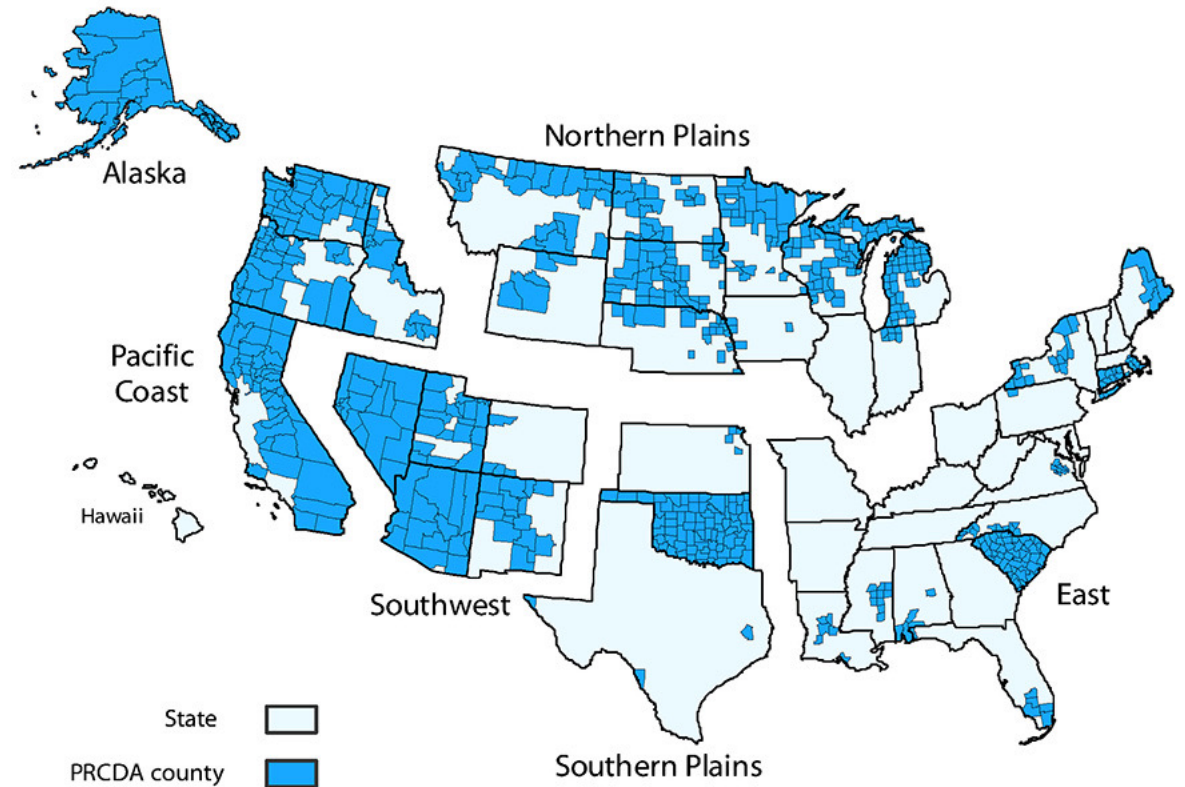 Northern Plains
Alaska
Pacific
Coast
Hawaii
Southwest
East
State
PRCDA county
Southern Plains